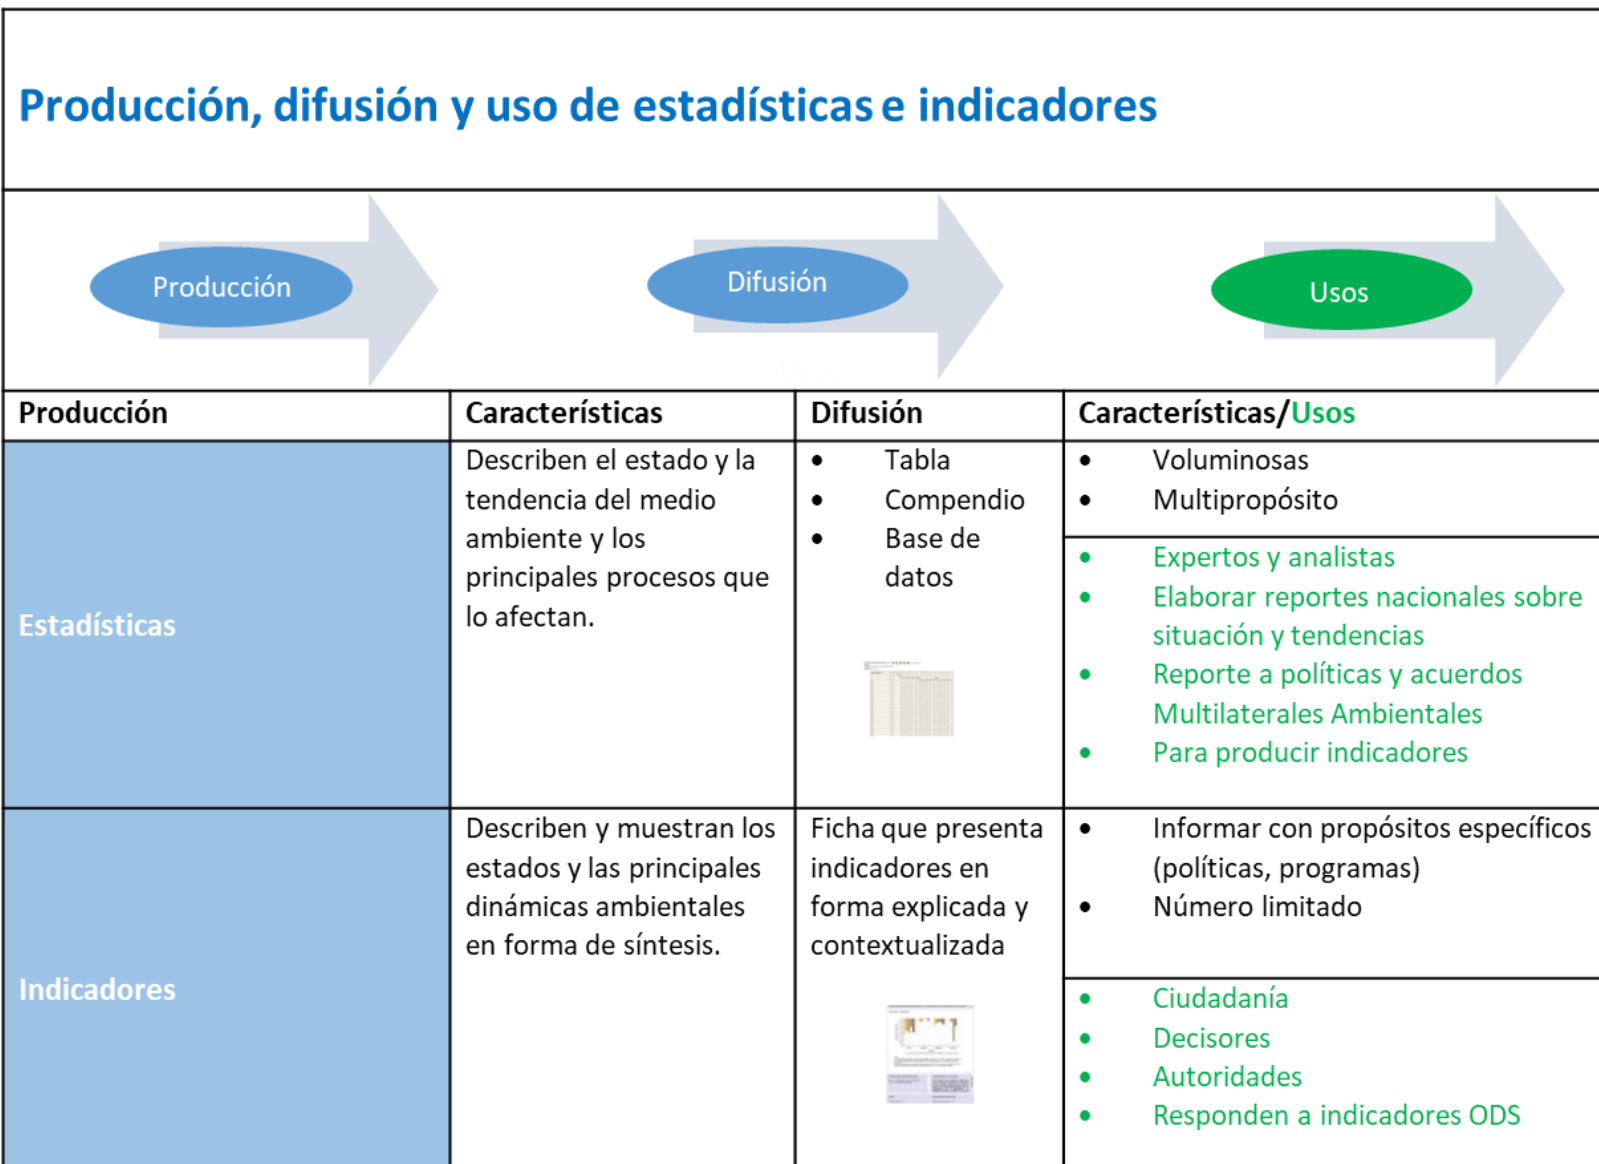 Producción, difusión y uso de estadísticas e indicadores
Producción
Difusión
Usos
Producción
Características
Difusión
Características/Usos
Estadísticas
Describen el estado y la
tendencia del medio
ambiente y los
principales procesos que
lo afectan.
• Tabla
• Compendio
• Base de
datos
• Voluminosas
• Multipropósito
• Expertos y analistas
• Elaborar reportes nacionales sobre
situación y tendencias
• Reporte a políticas y acuerdos
Multilaterales Ambientales
• Para producir indicadores
Indicadores
Describen y muestran los
estados y las principales
dinámicas ambientales
en forma de síntesis.
Ficha que presenta
indicadores en
forma explicada y
contextualizada
• Informar con propósitos específicos
(políticas, programas)
• Número limitado
• Ciudadanía
• Decisores
• Autoridades
• Responden a indicadores ODS